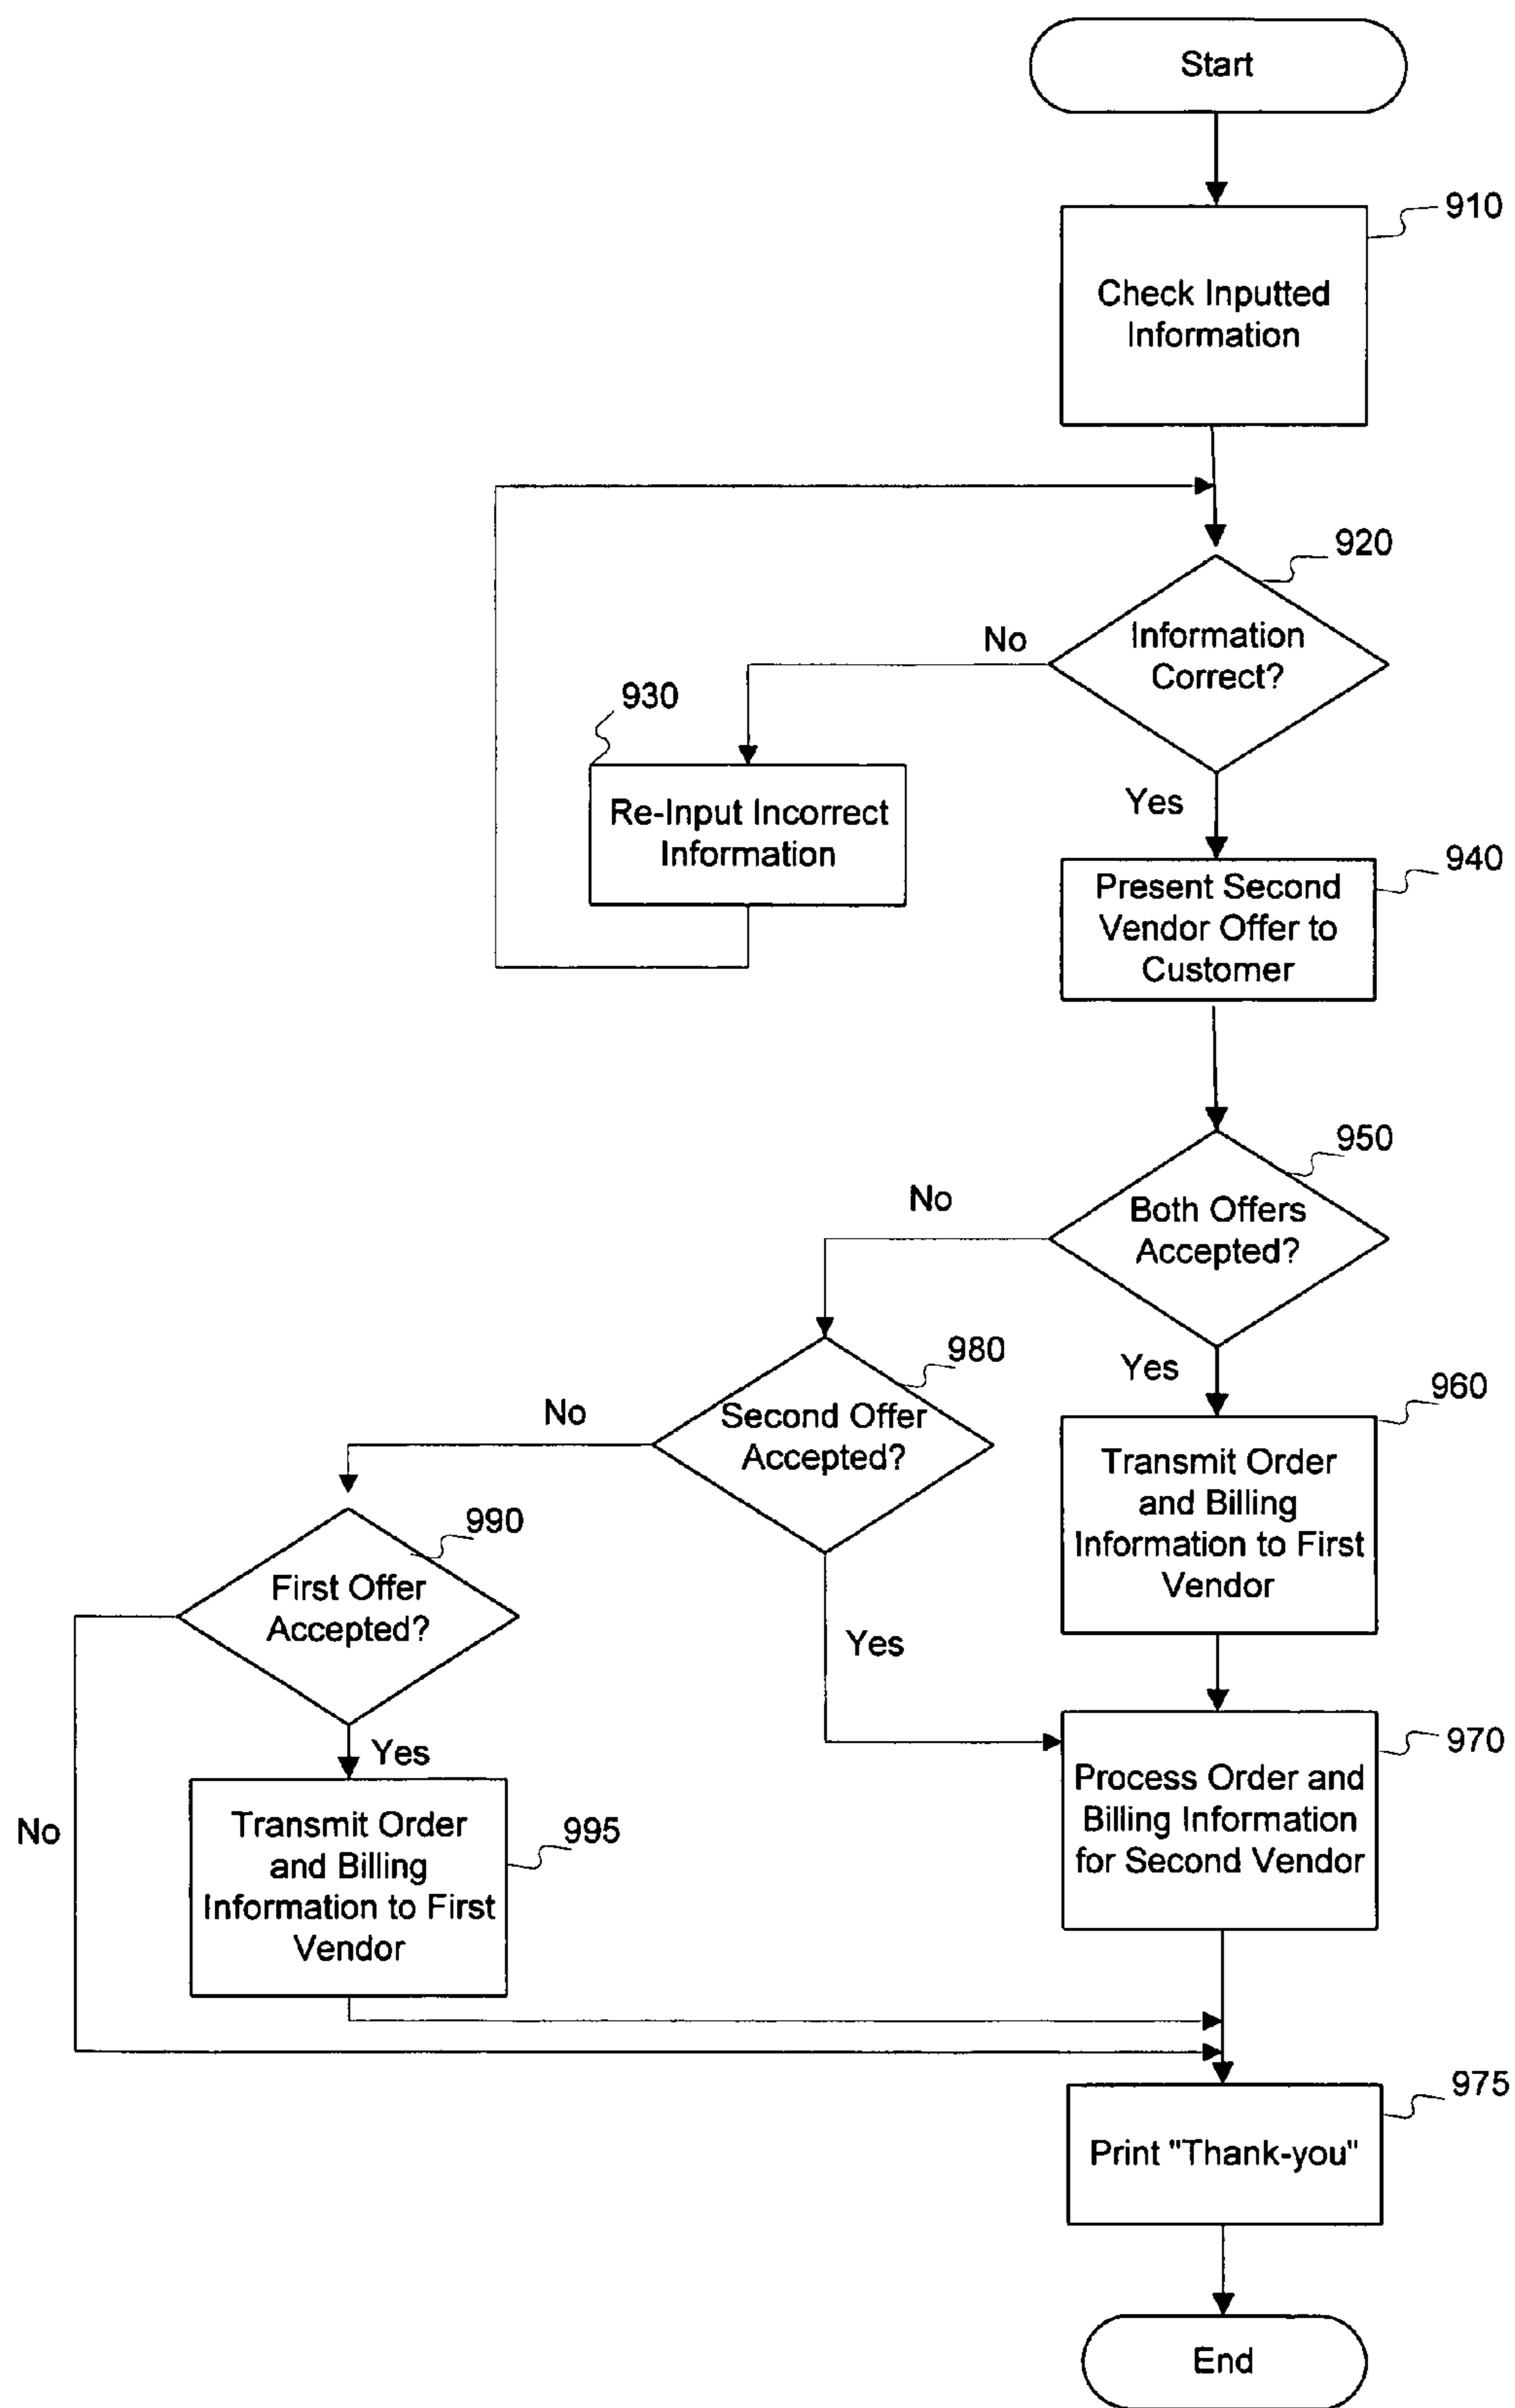 Start
910
Check Inputted
Information
920
Information
Correct?
No
930
Re-Input Incorrect
Information
Yes
940
Present Second
Vendor Offer to
Customer
950
Both Offers
Accepted?
No
980
Second Offer
Accepted?
Yes
960
Transmit Order
and Billing
Information to First
Vendor
No
990
First Offer
Accepted?
Yes
970
Process Order and
Billing Information
for Second Vendor
Yes
No
995
Transmit Order
and Billing
Information to First
Vendor
975
Print "Thank-you"
End